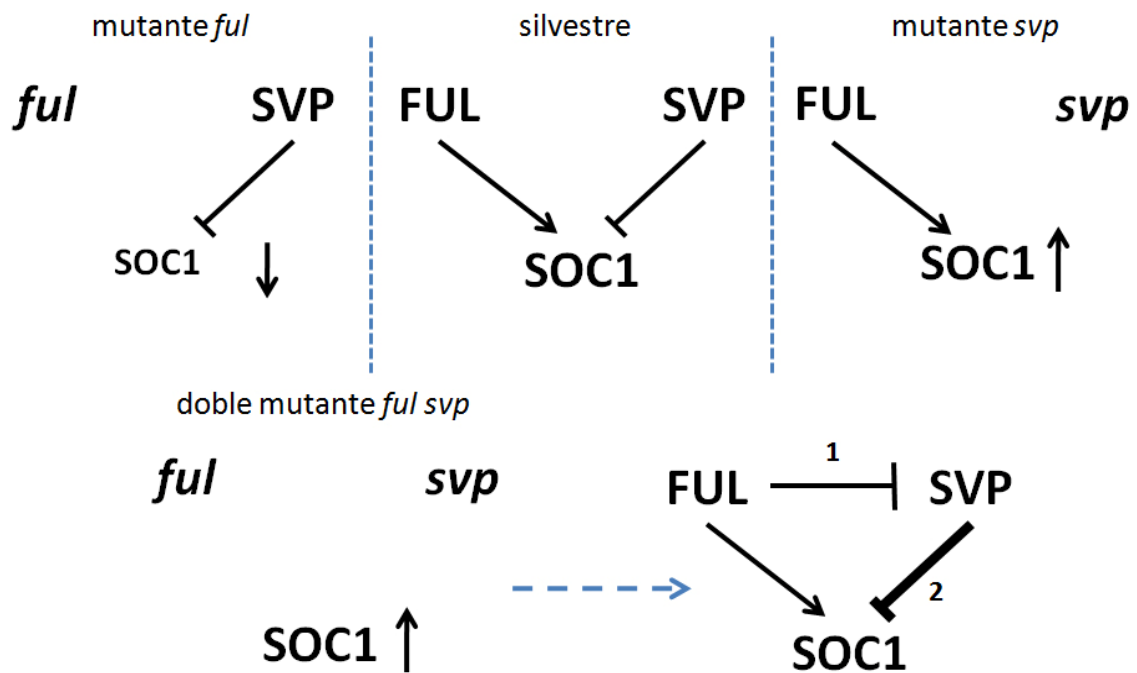 mutante ful silvestre mutante svp
ful SVP FUL SVP FUL svp
SOC1 SOC1 SOC1
doble mutante ful svp
ful svp FUL 1 SVP
2
SOC1 SOC1